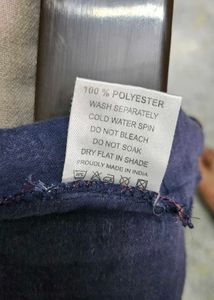 100 % POLYESTER
WASH SEPARATELY
COLD WATER SPIN
DO NOT BLEACH
DO NOT SOAK
DRY FLAT IN SHADE
PROUDLY MADE IN INDIA